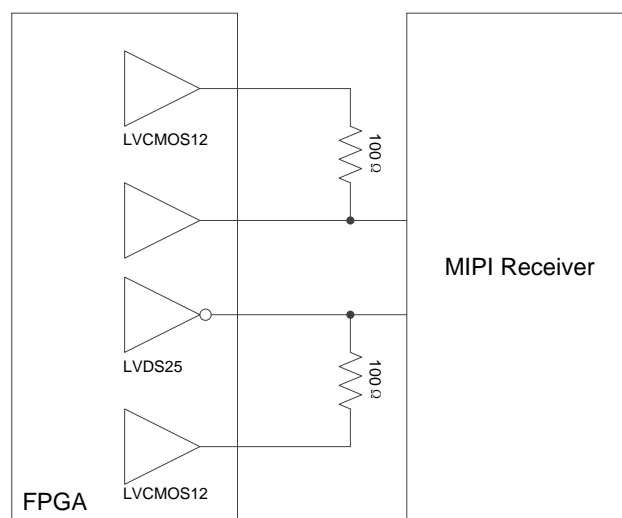 LVCMOS12
100 Ω
MIPI Receiver
LVDS25
100 Ω
LVCMOS12
FPGA